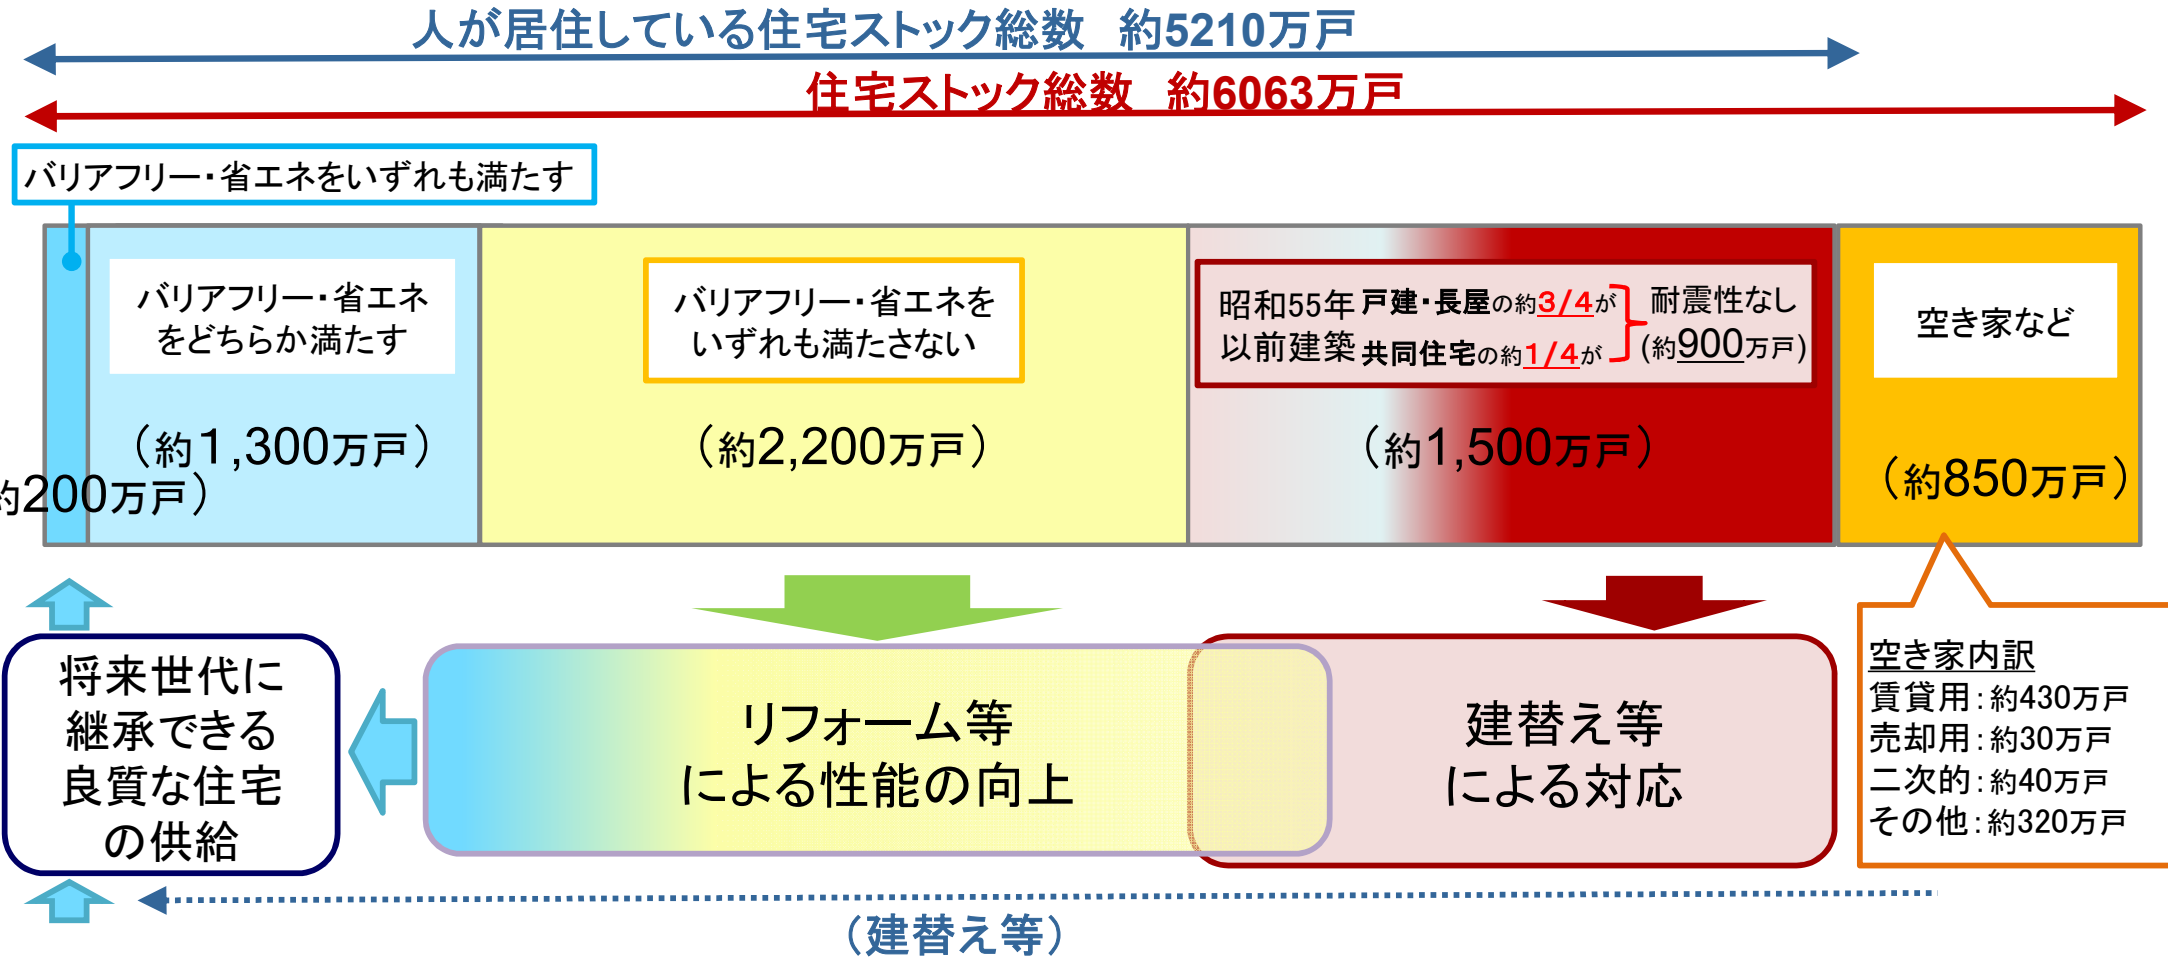 人が居住している住宅ストック総数　約5210万戸
住宅ストック総数　約6063万戸
バリアフリー・省エネをいずれも満たす
バリアフリー・省エネ
をどちらか満たす
バリアフリー・省エネを
いずれも満たさない
昭和55年
以前建築
戸建・長屋の約3/4が
共同住宅の約1/4が
耐震性なし
(約900万戸)
空き家など
約200万戸）
（約1,300万戸）
（約2,200万戸）
（約1,500万戸）
（約850万戸）
将来世代に
継承できる
良質な住宅
の供給
リフォーム等
による性能の向上
建替え等
による対応
空き家内訳
賃貸用：約430万戸
売却用：約30万戸
二次的：約40万戸
その他：約320万戸
（建替え等）